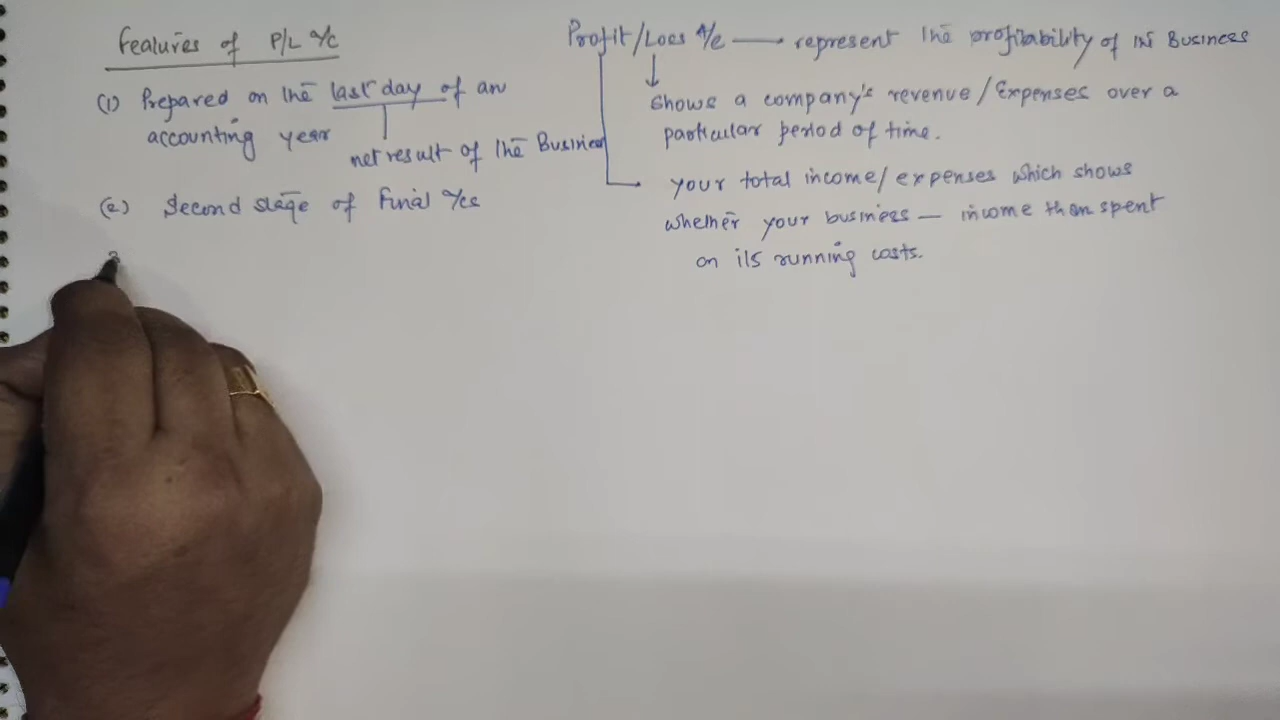 Features of P/L A/c
(1) Prepared on the last day of an
accounting year
net result of the Business
(2) Second stage of Final A/cs
3
Profit/Loss A/c — represent the profitability of its Business
Shows a company's revenue/Expenses over a
particular period of time.
your total income/expenses which shows
whether your business — income than spent
on its running costs.